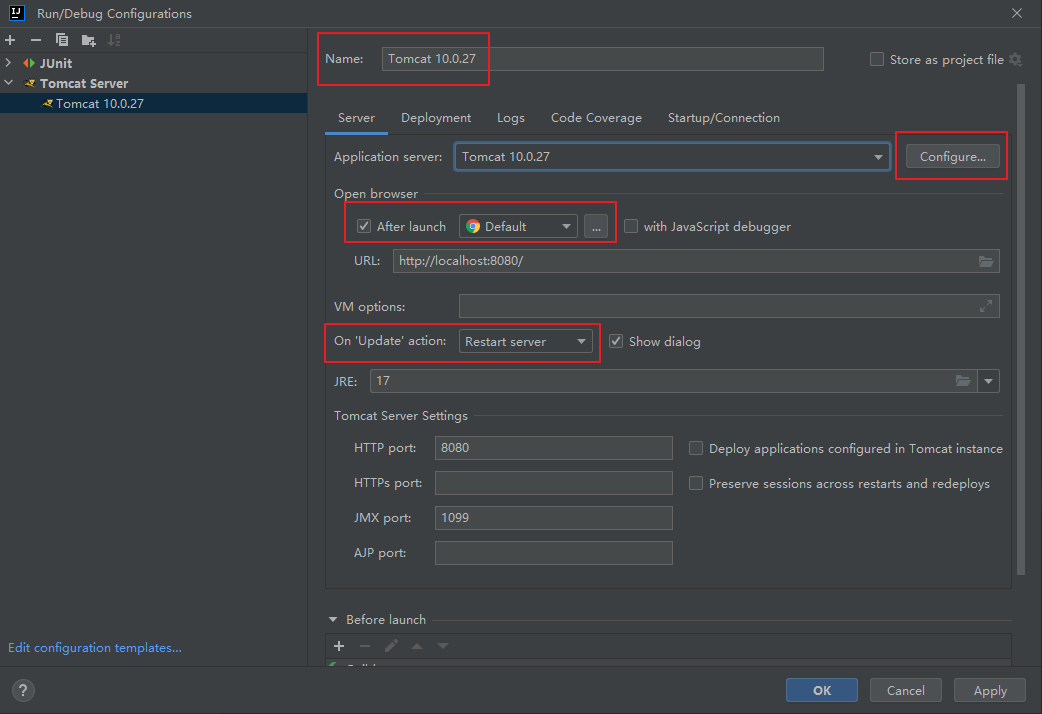 IJ Run/Debug Configurations
JUnit
Tomcat Server
Tomcat 10.0.27
Name: Tomcat 10.0.27
Store as project file
Server Deployment Logs Code Coverage Startup/Connection
Application server: Tomcat 10.0.27 Configure...
Open browser
After launch Default ... with JavaScript debugger
URL: http://localhost:8080/
VM options:
On 'Update' action: Restart server Show dialog
JRE: 17
Tomcat Server Settings
HTTP port: 8080 Deploy applications configured in Tomcat instance
HTTPs port: Preserve sessions across restarts and redeploys
JMX port: 1099
AJP port:
Before launch
Edit configuration templates...
? OK Cancel Apply